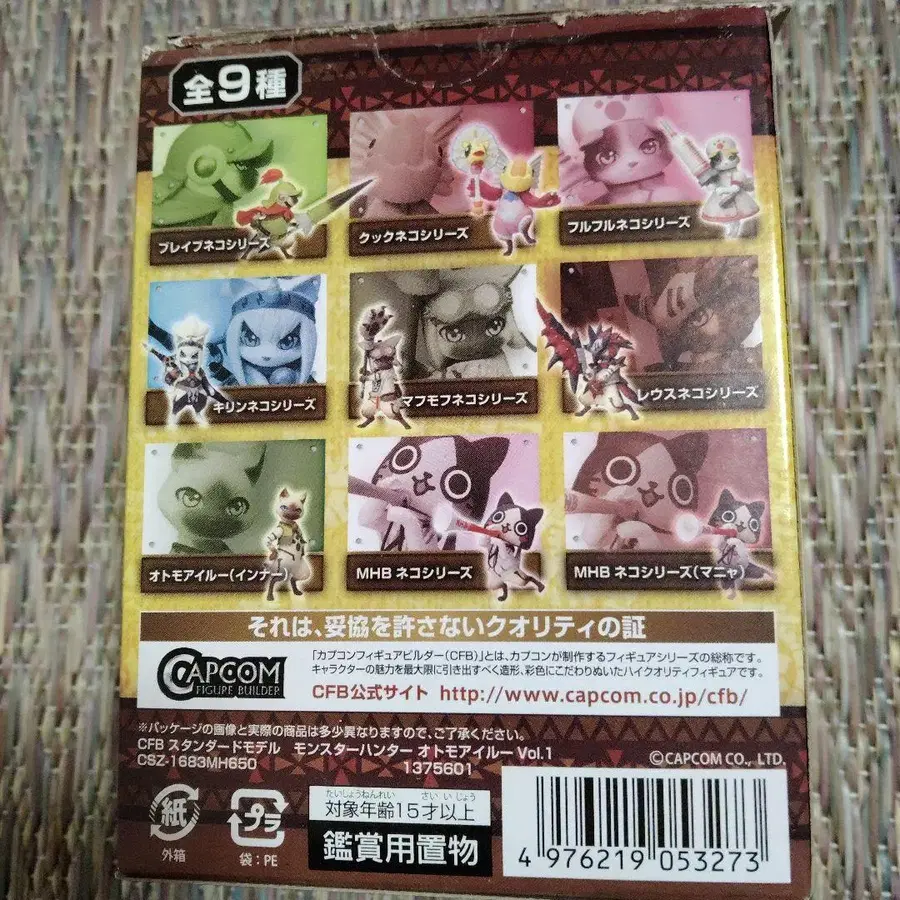 全9種
ブレイブネコシリーズ
クックネコシリーズ
フルフルネコシリーズ
キリンネコシリーズ
マフモフネコシリーズ
レウスネコシリーズ
オトモアイルー(インナー)
MHB ネコシリーズ
MHB ネコシリーズ(マニャ)
それは、妥協を許さないクオリティの証
CAPCOM
FIGURE BUILDER
「カプコンフィギュアビルダー(CFB)」とは、カプコンが制作するフィギュアシリーズの総称です。
キャラクターの魅力を最大限に引き出すべく造形、彩色にこだわりぬいたハイクオリティフィギュアです。
CFB公式サイト http://www.capcom.co.jp/cfb/
※パッケージの画像と実際の商品は多少異なりますので、ご了承ください。
CFB スタンダードモデル モンスターハンター オトモアイルー Vol.1
©CAPCOM CO., LTD.
CSZ-1683MH650 1375601
紙
外箱
プラ
袋:PE
たいしょうねんれい さい いじょう
対象年齢15才以上
鑑賞用置物
4 976219 053273